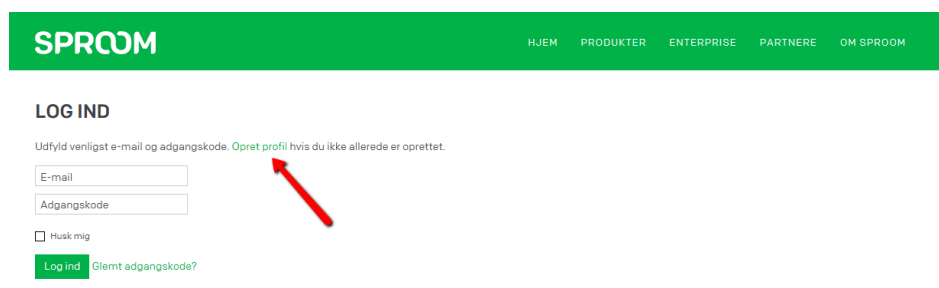 SPROOM
HJEM PRODUKTER ENTERPRISE PARTNERE OM SPROOM
LOG IND
Udfyld venligst e-mail og adgangskode. Opret profil hvis du ikke allerede er oprettet.
E-mail
Adgangskode
Husk mig
Log ind Glemt adgangskode?